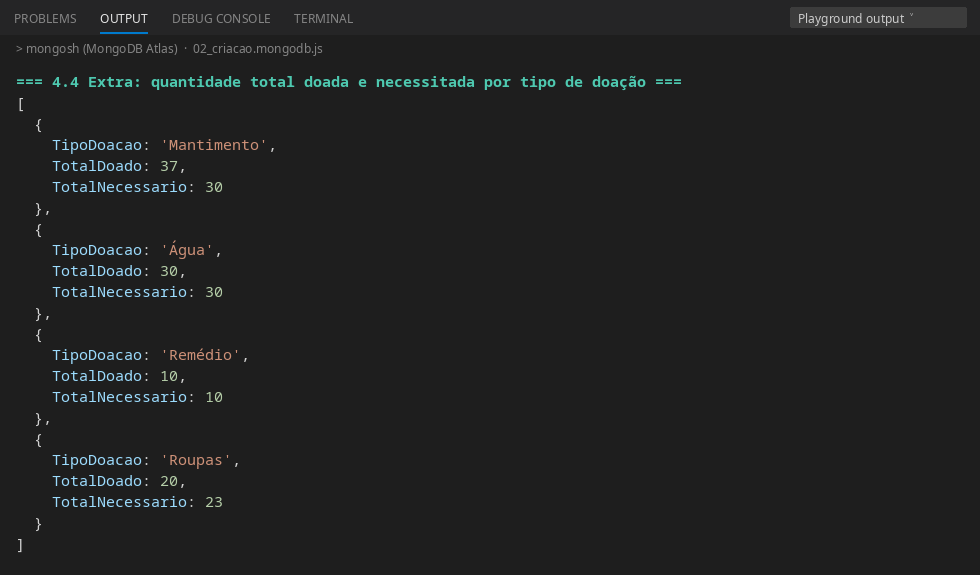 PROBLEMS OUTPUT DEBUG CONSOLE TERMINAL Playground output ˅
> mongosh (MongoDB Atlas) · 02_criacao.mongodb.js
=== 4.4 Extra: quantidade total doada e necessitada por tipo de doação ===
[
  {
    TipoDoacao: 'Mantimento',
    TotalDoado: 37,
    TotalNecessario: 30
  },
  {
    TipoDoacao: 'Água',
    TotalDoado: 30,
    TotalNecessario: 30
  },
  {
    TipoDoacao: 'Remédio',
    TotalDoado: 10,
    TotalNecessario: 10
  },
  {
    TipoDoacao: 'Roupas',
    TotalDoado: 20,
    TotalNecessario: 23
  }
]